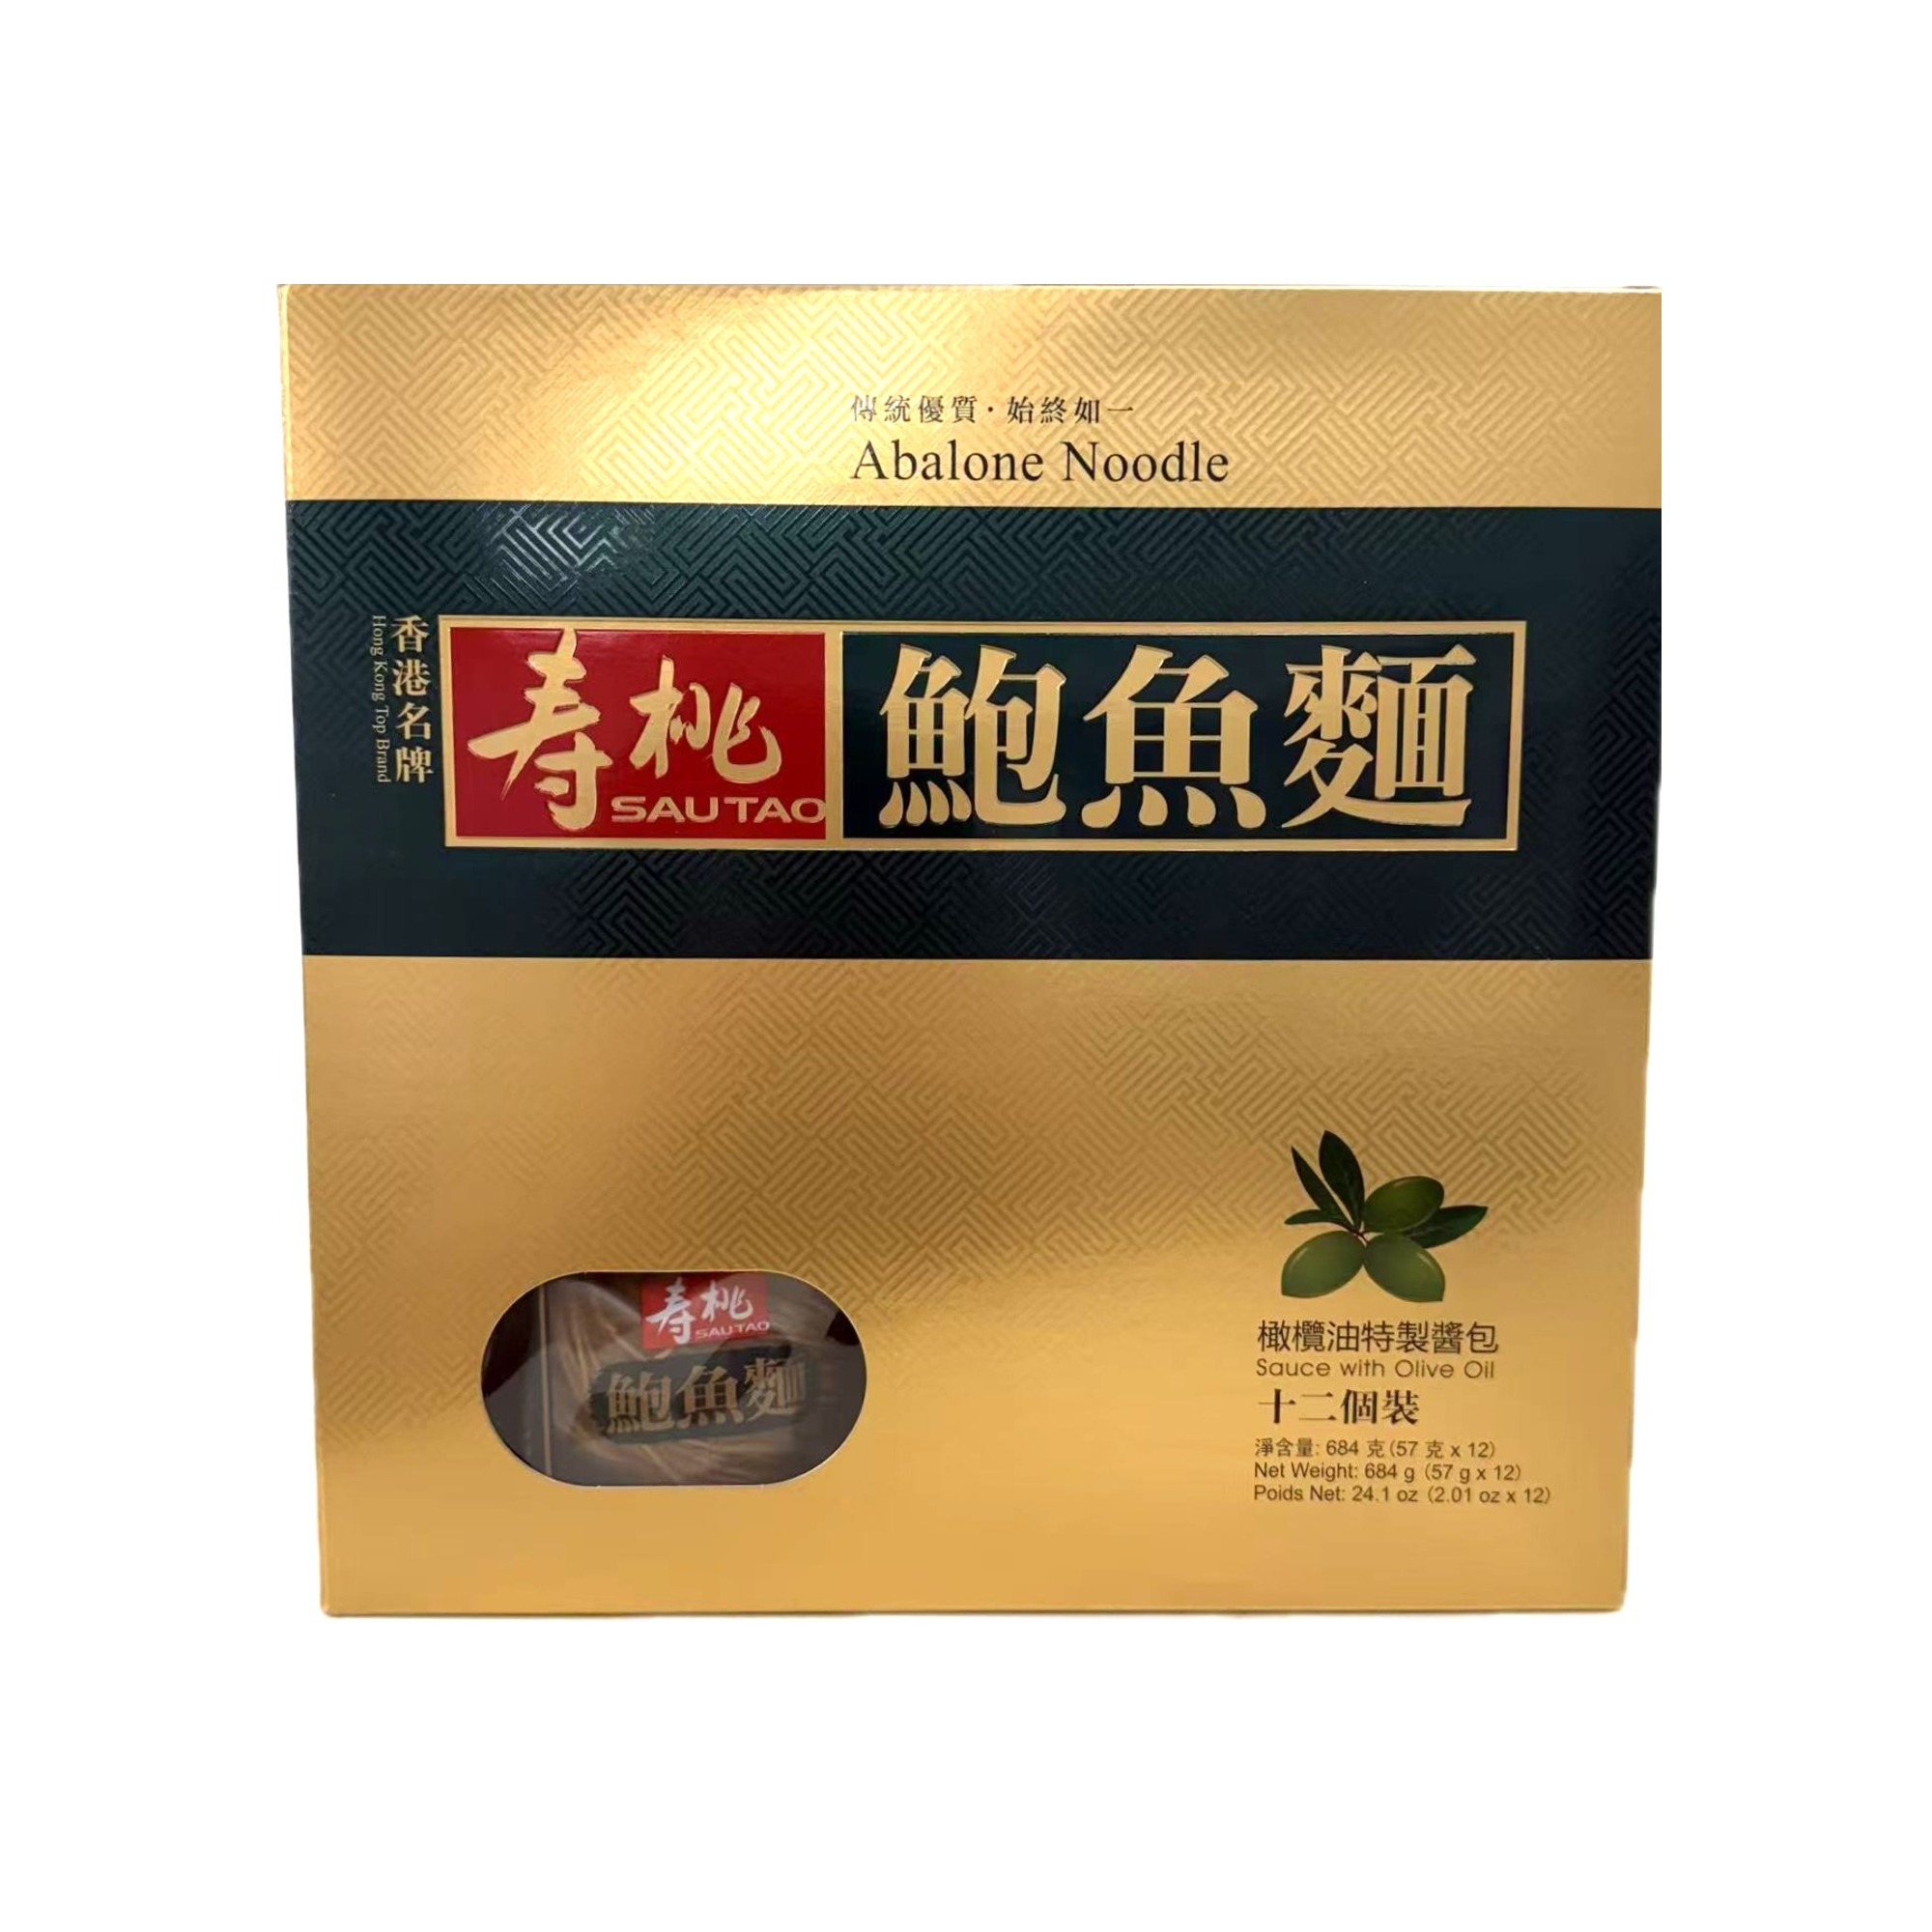 傳統優質·始終如一
Abalone Noodle
香港名牌
Hong Kong Top Brand
寿桃
SAU TAO
鮑魚麵
寿桃
SAU TAO
鮑魚麵
橄欖油特製醬包
Sauce with Olive Oil
十二個裝
淨含量: 684 克 (57 克 x 12)
Net Weight: 684 g (57 g x 12)
Poids Net: 24.1 oz (2.01 oz x 12)